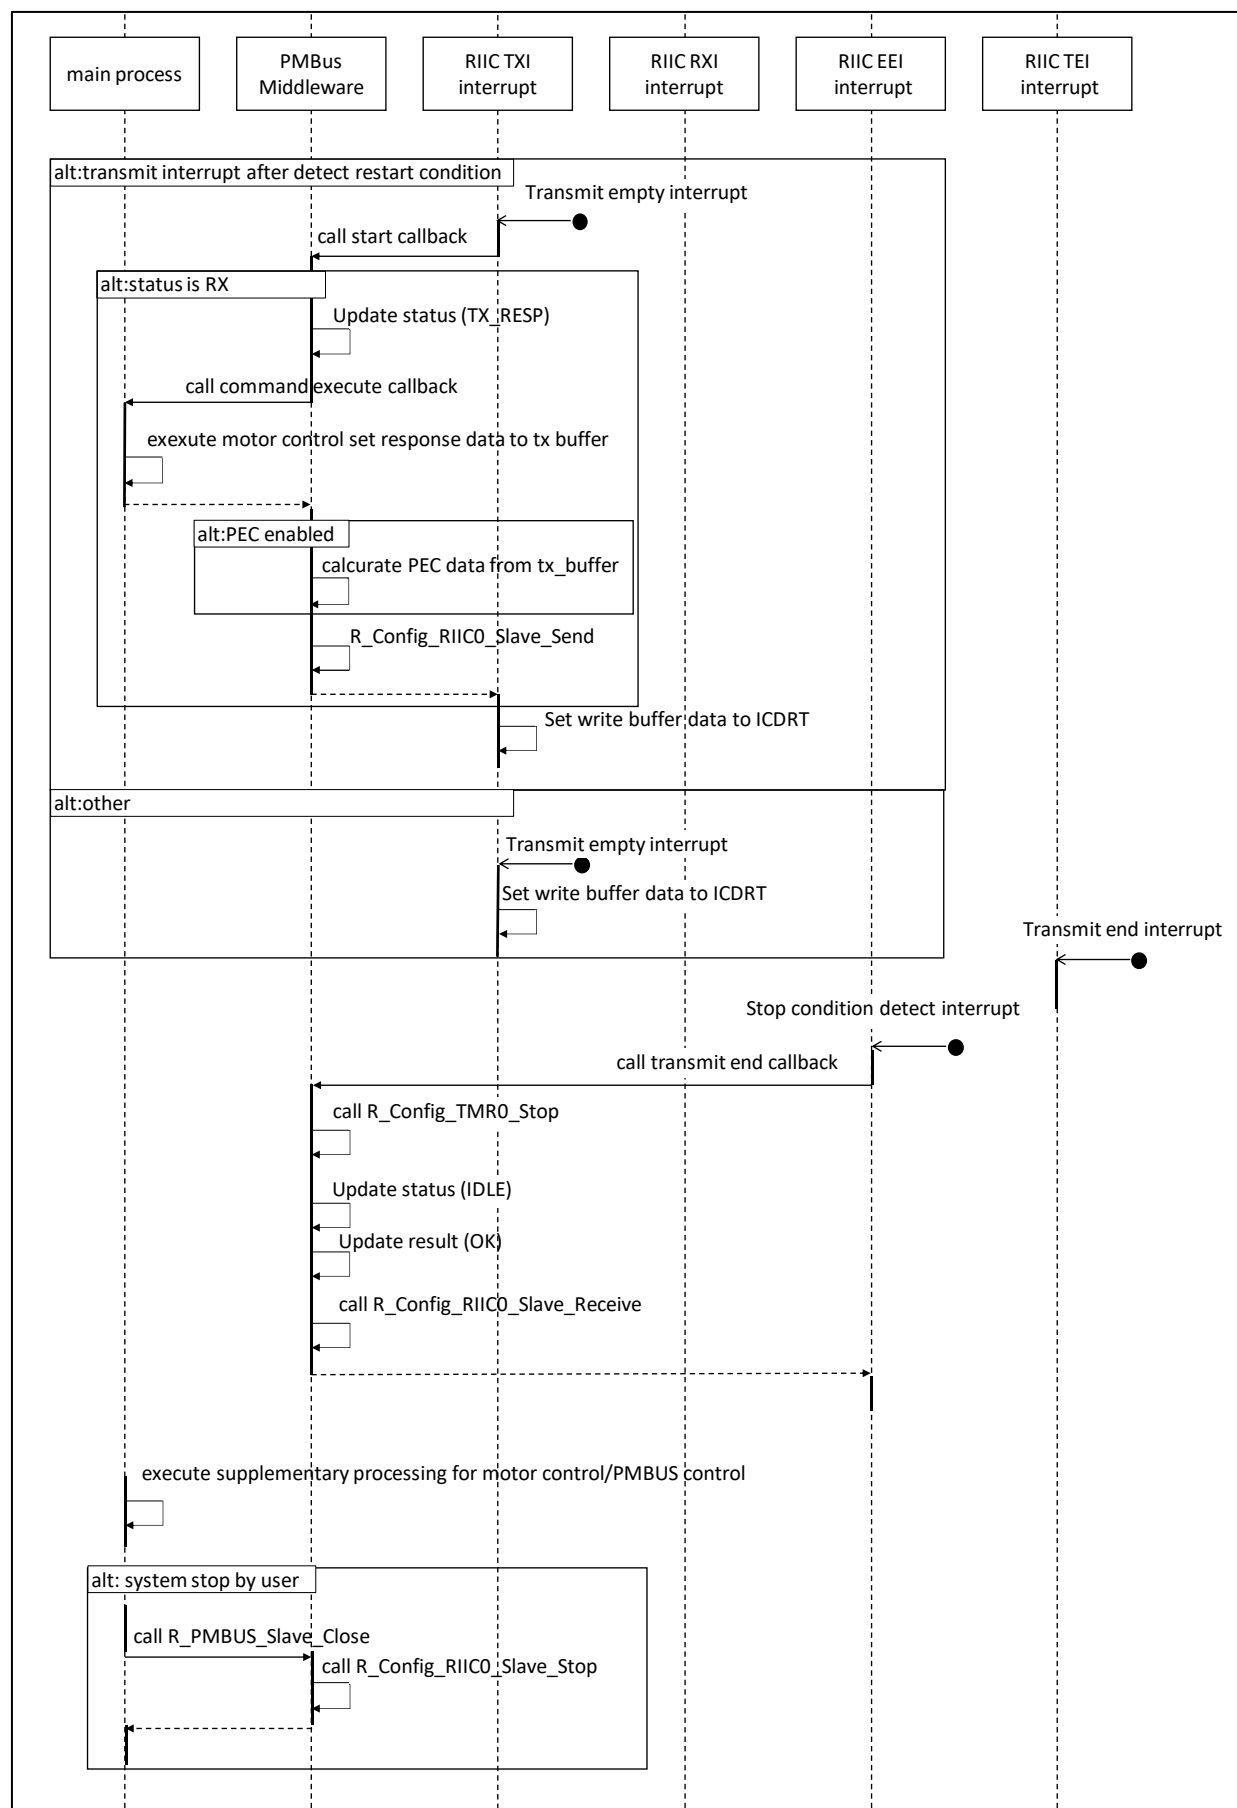 main process
PMBus
Middleware
RIIC TXI
interrupt
RIIC RXI
interrupt
RIIC EEI
interrupt
RIIC TEI
interrupt
alt:transmit interrupt after detect restart condition
Transmit empty interrupt
call start callback
alt:status is RX
Update status (TX_RESP)
call command execute callback
exexute motor control set response data to tx buffer
alt:PEC enabled
calcurate PEC data from tx_buffer
R_Config_RIIC0_Slave_Send
Set write buffer data to ICDRT
alt:other
Transmit empty interrupt
Set write buffer data to ICDRT
Transmit end interrupt
Stop condition detect interrupt
call transmit end callback
call R_Config_TMR0_Stop
Update status (IDLE)
Update result (OK)
call R_Config_RIIC0_Slave_Receive
execute supplementary processing for motor control/PMBUS control
alt: system stop by user
call R_PMBUS_Slave_Close
call R_Config_RIIC0_Slave_Stop